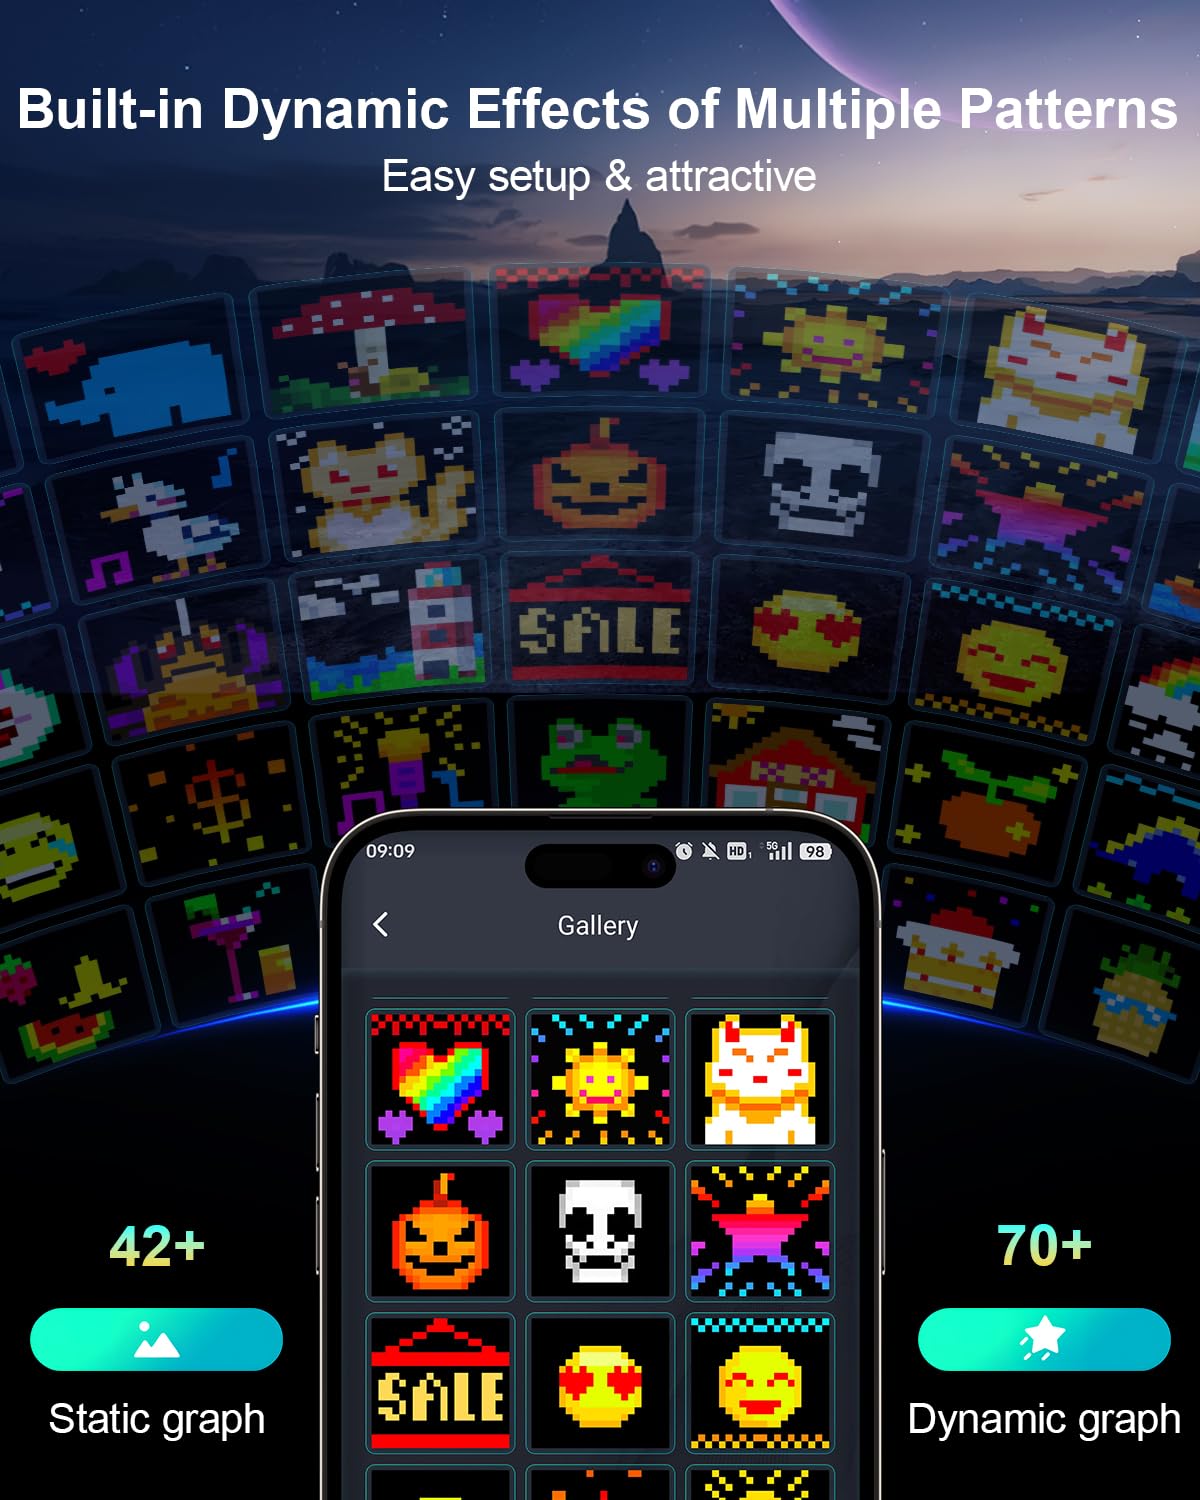 Built-in Dynamic Effects of Multiple Patterns
Easy setup & attractive
SALE
09:09
HD 1 5G 98
Gallery
42+
70+
SALE
Static graph
Dynamic graph